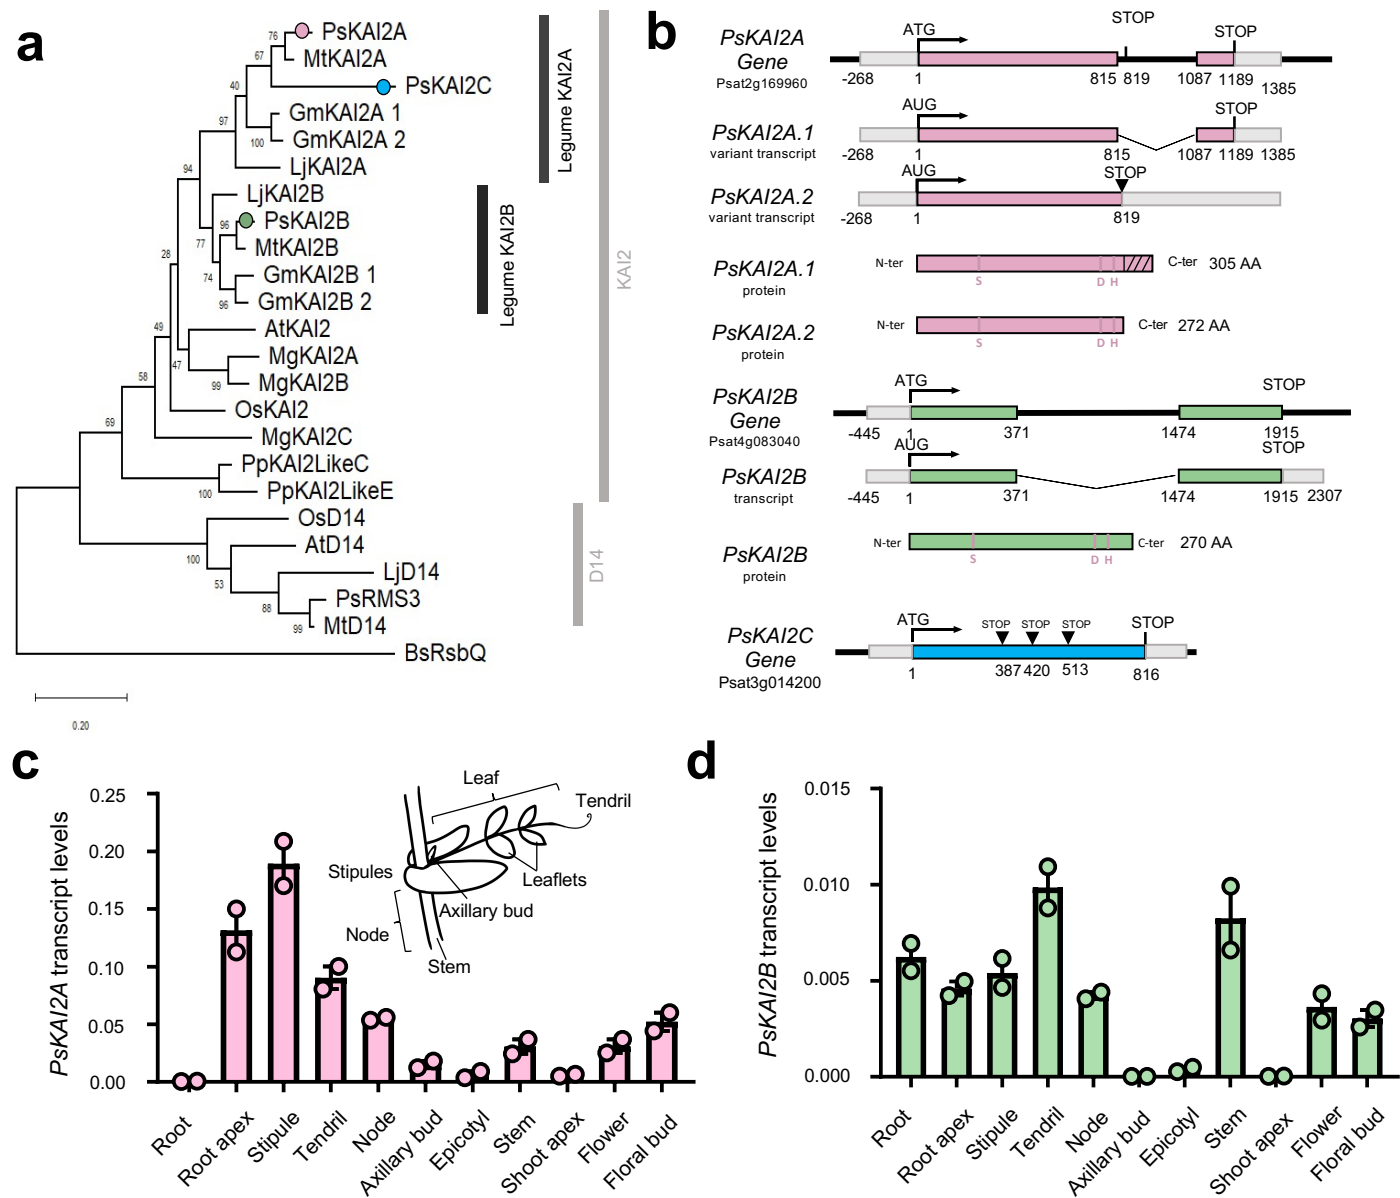 a
PsKAI2A
MtKAI2A
PsKAI2C
GmKAI2A 1
GmKAI2A 2
LjKAI2A
LjKAI2B
PsKAI2B
MtKAI2B
GmKAI2B 1
GmKAI2B 2
AtKAI2
MgKAI2A
MgKAI2B
OsKAI2
MgKAI2C
PpKAI2LikeC
PpKAI2LikeE
OsD14
AtD14
LjD14
PsRMS3
MtD14
BsRsbQ
76
67
40
100
97
94
96
77
74
96
28
49
47
99
58
69
100
100
53
88
99
0.20
Legume KAI2A
Legume KAI2B
KAI2
D14
b
PsKAI2A
Gene
Psat2g169960
ATG
STOP
STOP
-268
1
815
819
1087
1189
1385
PsKAI2A.1
variant transcript
AUG
STOP
-268
1
815
1087
1189
1385
PsKAI2A.2
variant transcript
AUG
STOP
-268
1
819
PsKAI2A.1
protein
N-ter
S
D
H
C-ter
305 AA
PsKAI2A.2
protein
N-ter
S
D
H
C-ter
272 AA
PsKAI2B
Gene
Psat4g083040
ATG
STOP
-445
1
371
1474
1915
PsKAI2B
transcript
AUG
STOP
-445
1
371
1474
1915
2307
PsKAI2B
protein
N-ter
S
D
H
C-ter
270 AA
PsKAI2C
Gene
Psat3g014200
ATG
STOP
STOP
STOP
STOP
1
387
420
513
816
c
PsKAI2A transcript levels
0.25
0.20
0.15
0.10
0.05
0.00
Root
Root apex
Stipule
Tendril
Node
Axillary bud
Epicotyl
Stem
Shoot apex
Flower
Floral bud
Leaf
Tendril
Stipules
Leaflets
Axillary bud
Node
Stem
d
PsKAI2B transcript levels
0.015
0.010
0.005
0.000
Root
Root apex
Stipule
Tendril
Node
Axillary bud
Epicotyl
Stem
Shoot apex
Flower
Floral bud